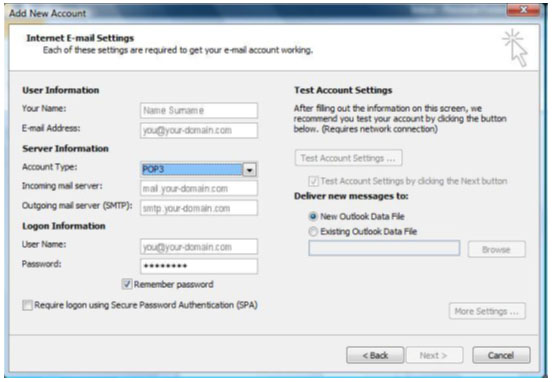 Add New Account
Internet E-mail Settings
Each of these settings are required to get your e-mail account working.
User Information
Your Name: Name Surname
E-mail Address: you@your-domain.com
Server Information
Account Type: POP3
Incoming mail server: mail.your-domain.com
Outgoing mail server (SMTP): smtp.your-domain.com
Logon Information
User Name: you@your-domain.com
Password: ********
Remember password
Require logon using Secure Password Authentication (SPA)
Test Account Settings
After filling out the information on this screen, we
recommend you test your account by clicking the button
below. (Requires network connection)
Test Account Settings ...
Test Account Settings by clicking the Next button
Deliver new messages to:
New Outlook Data File
Existing Outlook Data File
Browse
More Settings ...
< Back
Next >
Cancel